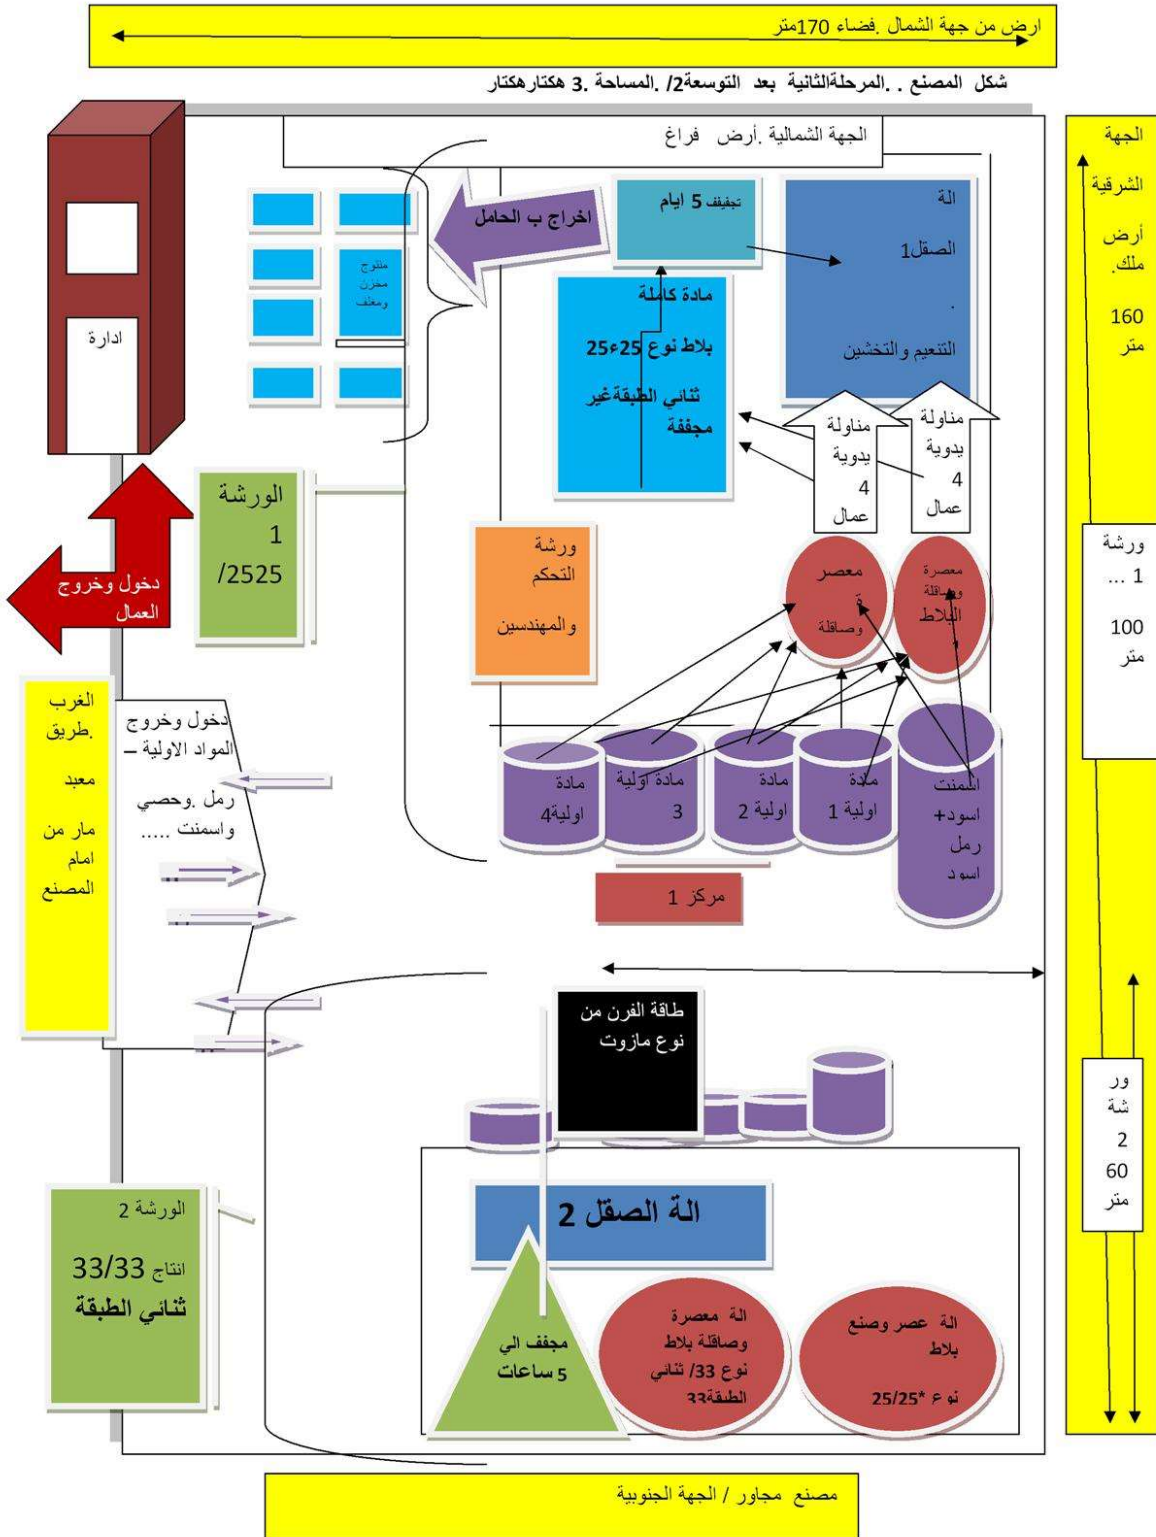 ارض من جهة الشمال .فضاء 170متر
شكل المصنع . .المرحلةالثانية بعد التوسعة2/ .المساحة .3 هكتارهكتار
الجهة الشمالية .أرض فراغ
الجهة
الشرقية
أرض
ملك.
160
متر
الة
الصقل1
.
التنعيم والتخشين
تجفيفف 5 ايام
اخراج ب الحامل
منتوج
مخزن
ومغلف
ادارة
مادة كاملة
بلاط نوع 25ء25
ثنائي الطبقةغير
مجففة
مناولة
يدوية
4
عمال
مناولة
يدوية
4
عمال
الورشة
1
/2525
ورشة
التحكم
والمهندسين
معصر
ة
وصاقلة
معصرة
وصاقلة
البلاط
ورشة
1 ...
100
متر
دخول وخروج
العمال
الغرب
.طريق
معبد
مار من
امام
المصنع
دخول وخروج
المواد الاولية –
رمل .وحصي
واسمنت .....
مادة
اولية4
مادة اولية
3
مادة
اولية 2
مادة
اولية 1
اسمنت
اسود+
رمل
اسود
مركز 1
طاقة الفرن من
نوع مازوت
ور
شة
2
60
متر
الورشة 2
انتاج 33/33
ثنائي الطبقة
الة الصقل 2
مجفف الي
5 ساعات
الة معصرة
وصاقلة بلاط
نوع 33/ ثنائي
الطبقة33
الة عصر وصنع
بلاط
نوع *25/25
مصنع مجاور / الجهة الجنوبية